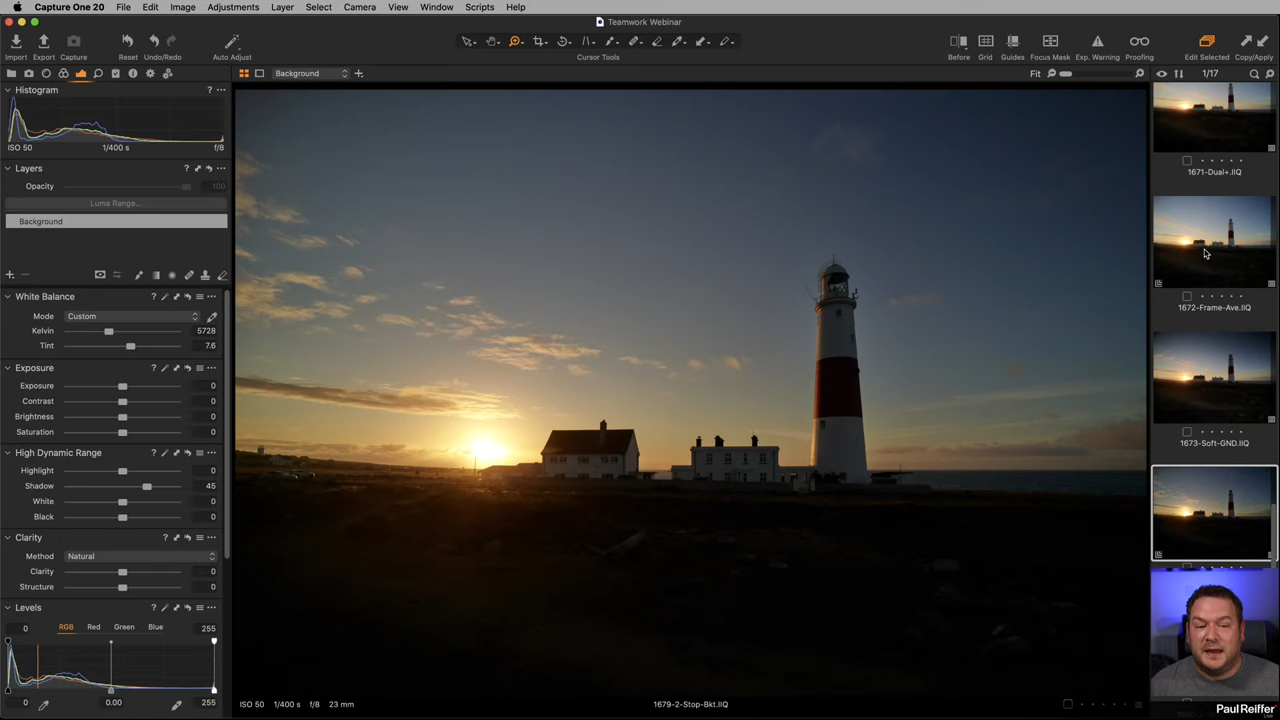 Capture One 20 File Edit Image Adjustments Layer Select Camera View Window Scripts Help
Teamwork Webinar
Import Export Capture Reset Undo/Redo Auto Adjust Cursor Tools Before Grid Guides Focus Mask Exp. Warning Proofing Edit Selected Copy/Apply
Background
Fit
1/17
Histogram ?
ISO 50 1/400 s f/8
Layers ?
Opacity 100
Luma Range...
Background
White Balance ?
Mode Custom
Kelvin 5728
Tint 7.6
Exposure ?
Exposure 0
Contrast 0
Brightness 0
Saturation 0
High Dynamic Range ?
Highlight 0
Shadow 45
White 0
Black 0
Clarity ?
Method Natural
Clarity 0
Structure 0
Levels ?
0 RGB Red Green Blue 255
0 0.00 255
ISO 50 1/400 s f/8 23 mm
1679-2-Stop-Bkt.IIQ
1671-Dual+.IIQ
1672-Frame-Ave.IIQ
1673-Soft-GND.IIQ
Paul Reiffer
Live